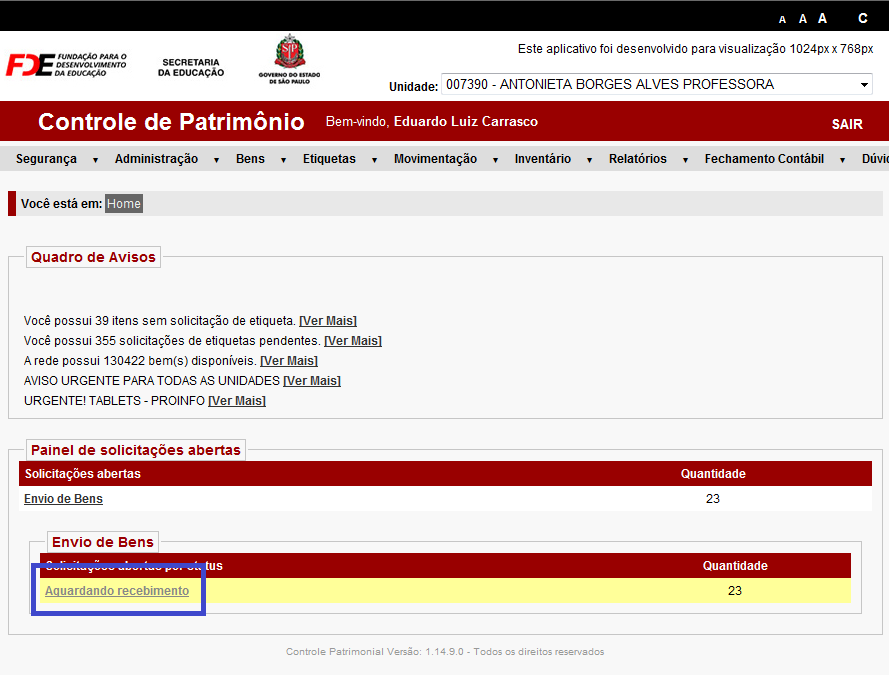 A A A C
Este aplicativo foi desenvolvido para visualização 1024px x 768px
FDE FUNDAÇÃO PARA O
DESENVOLVIMENTO
DA EDUCAÇÃO
SECRETARIA
DA EDUCAÇÃO
GOVERNO DO ESTADO
DE SÃO PAULO
Unidade: 007390 - ANTONIETA BORGES ALVES PROFESSORA
Controle de Patrimônio Bem-vindo, Eduardo Luiz Carrasco SAIR
Segurança Administração Bens Etiquetas Movimentação Inventário Relatórios Fechamento Contábil Dúvid
Você está em: Home
Quadro de Avisos
Você possui 39 itens sem solicitação de etiqueta. [Ver Mais]
Você possui 355 solicitações de etiquetas pendentes. [Ver Mais]
A rede possui 130422 bem(s) disponíveis. [Ver Mais]
AVISO URGENTE PARA TODAS AS UNIDADES [Ver Mais]
URGENTE! TABLETS - PROINFO [Ver Mais]
Painel de solicitações abertas
Solicitações abertas Quantidade
Envio de Bens 23
Envio de Bens
Solicitações abertas por status Quantidade
Aguardando recebimento 23
Controle Patrimonial Versão: 1.14.9.0 - Todos os direitos reservados